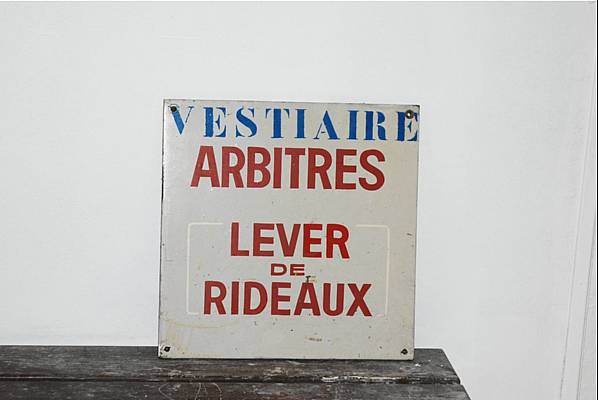 VESTIAIRE
ARBITRES
LEVER
DE
RIDEAUX